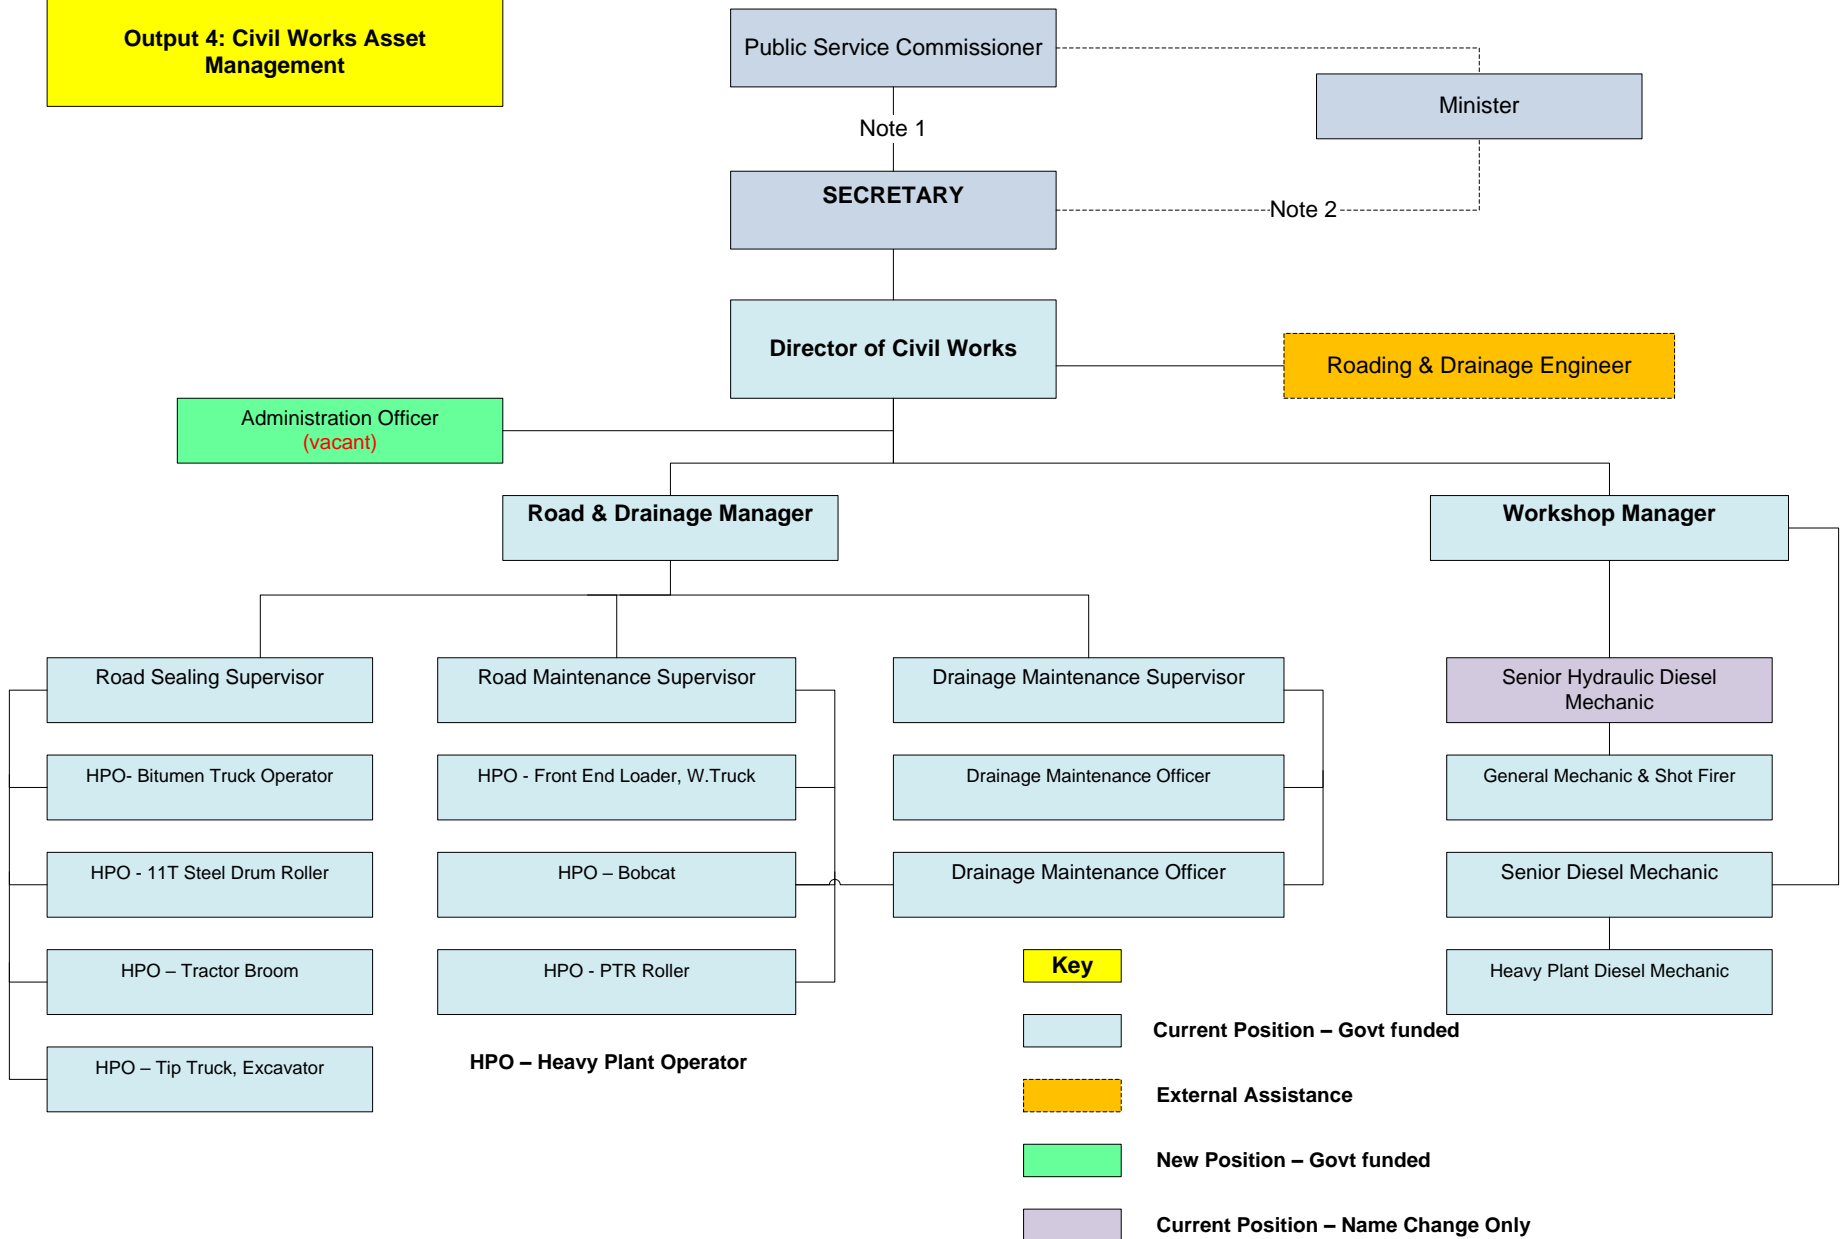 Output 4: Civil Works Asset
Management
Public Service Commissioner
Minister
Note 1
SECRETARY
Note 2
Director of Civil Works
Roading & Drainage Engineer
Administration Officer
(vacant)
Road & Drainage Manager
Workshop Manager
Road Sealing Supervisor
Road Maintenance Supervisor
Drainage Maintenance Supervisor
Senior Hydraulic Diesel
Mechanic
HPO- Bitumen Truck Operator
HPO - Front End Loader, W.Truck
Drainage Maintenance Officer
General Mechanic & Shot Firer
HPO - 11T Steel Drum Roller
HPO – Bobcat
Drainage Maintenance Officer
Senior Diesel Mechanic
HPO – Tractor Broom
HPO - PTR Roller
Key
Heavy Plant Diesel Mechanic
Current Position – Govt funded
HPO – Tip Truck, Excavator
HPO – Heavy Plant Operator
External Assistance
New Position – Govt funded
Current Position – Name Change Only